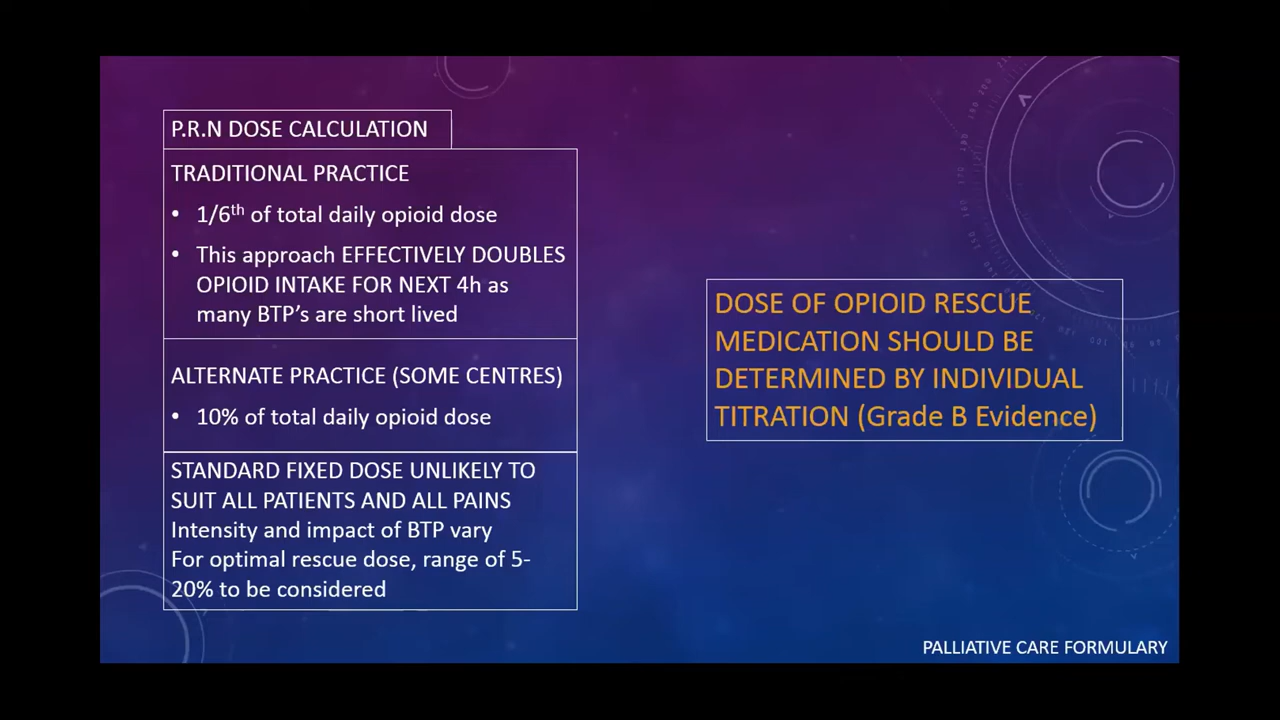 P.R.N DOSE CALCULATION
TRADITIONAL PRACTICE
• 1/6th of total daily opioid dose
• This approach EFFECTIVELY DOUBLES
OPIOID INTAKE FOR NEXT 4h as
many BTP’s are short lived
ALTERNATE PRACTICE (SOME CENTRES)
• 10% of total daily opioid dose
STANDARD FIXED DOSE UNLIKELY TO
SUIT ALL PATIENTS AND ALL PAINS
Intensity and impact of BTP vary
For optimal rescue dose, range of 5-
20% to be considered
DOSE OF OPIOID RESCUE
MEDICATION SHOULD BE
DETERMINED BY INDIVIDUAL
TITRATION (Grade B Evidence)
PALLIATIVE CARE FORMULARY